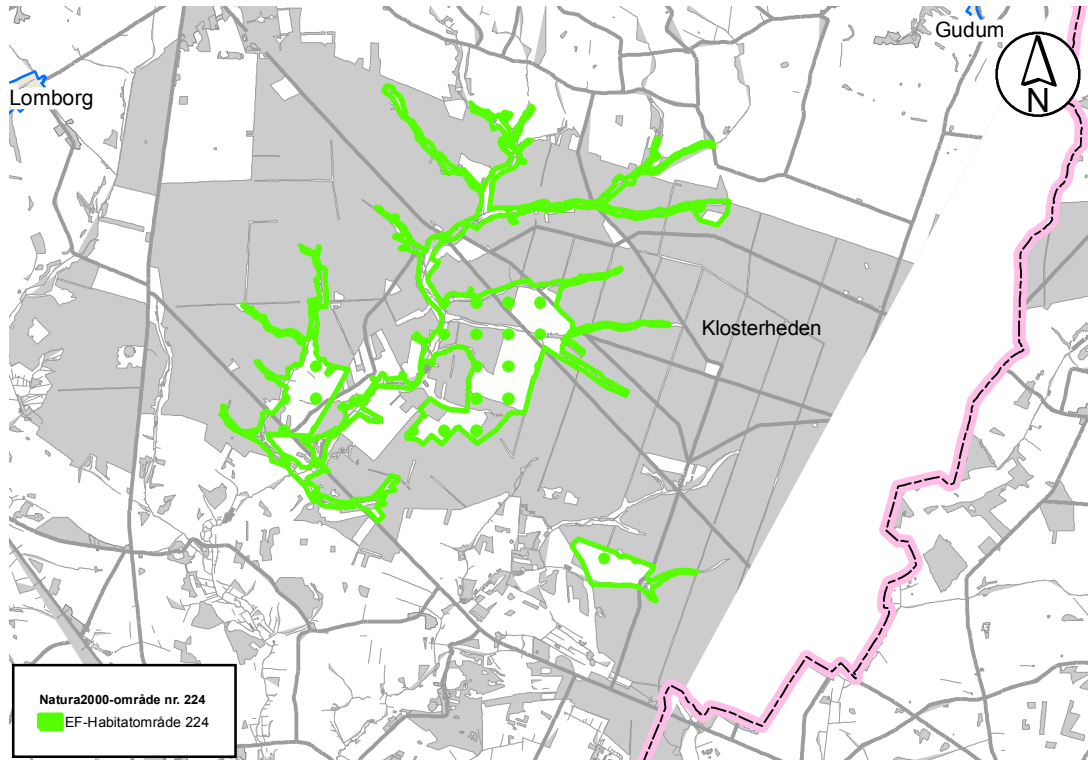 Gudum
Lomborg
N
Klosterheden
Natura2000-område nr. 224
EF-Habitatområde 224